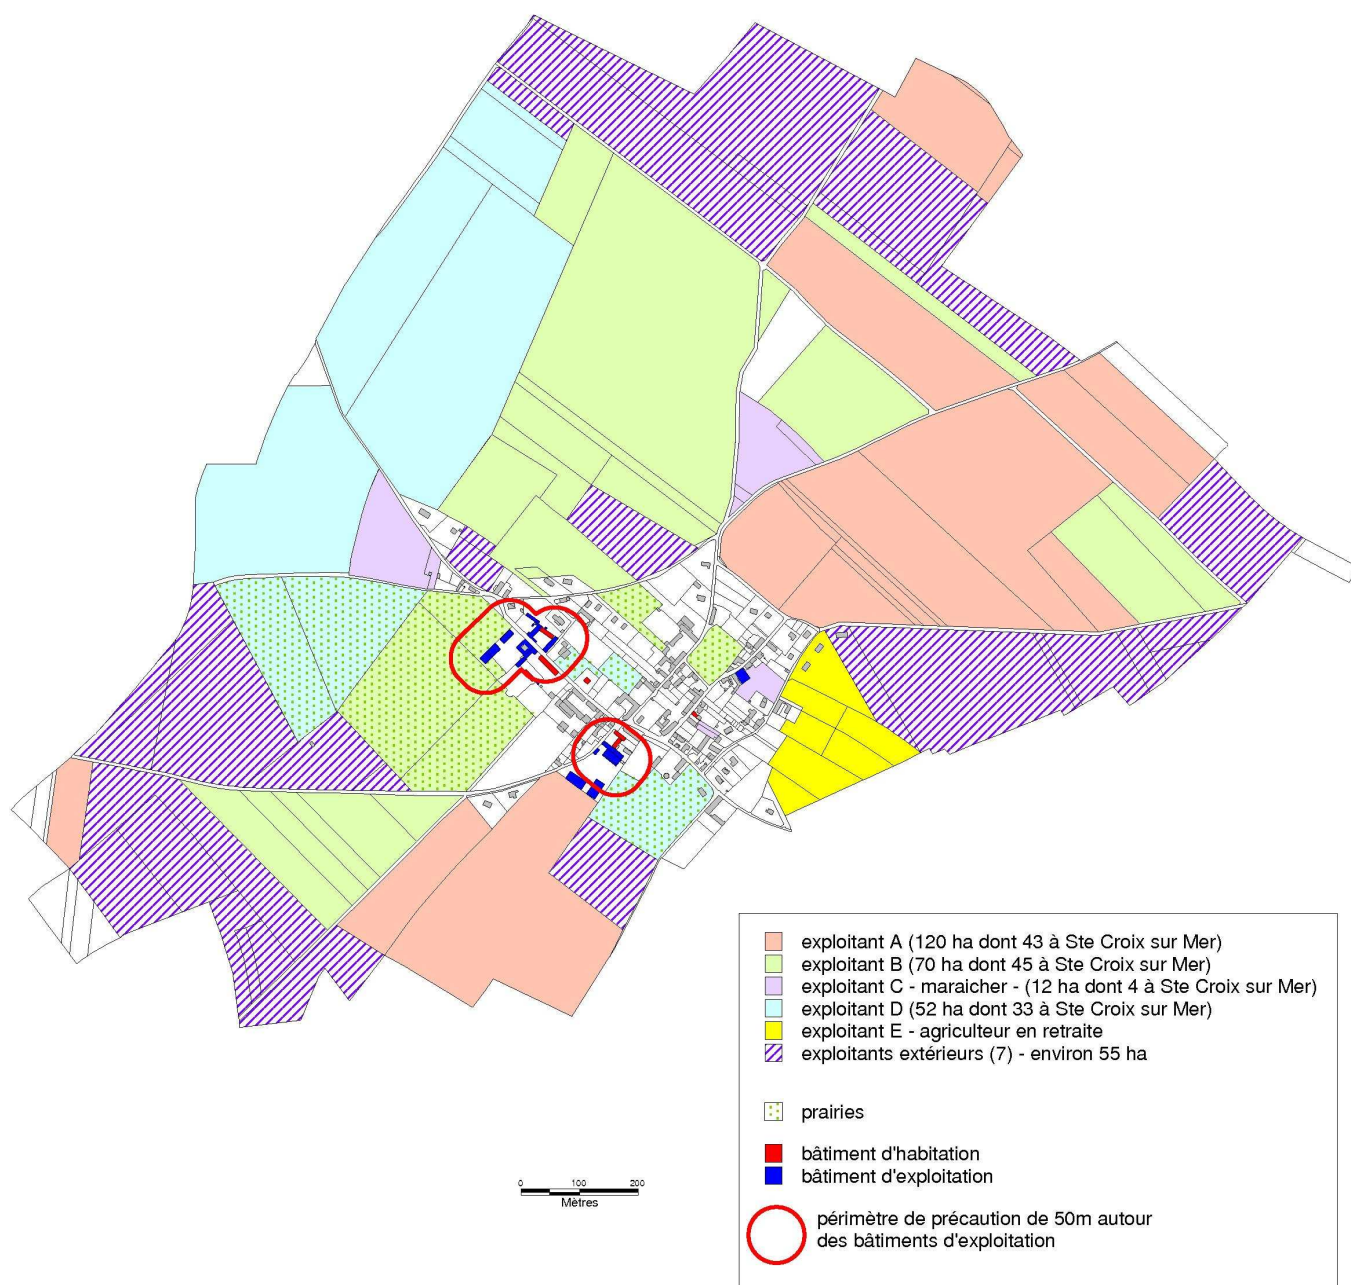 exploitant A (120 ha dont 43 à Ste Croix sur Mer)
exploitant B (70 ha dont 45 à Ste Croix sur Mer)
exploitant C - maraicher - (12 ha dont 4 à Ste Croix sur Mer)
exploitant D (52 ha dont 33 à Ste Croix sur Mer)
exploitant E - agriculteur en retraite
exploitants extérieurs (7) - environ 55 ha
prairies
bâtiment d'habitation
bâtiment d'exploitation
périmètre de précaution de 50m autour
des bâtiments d'exploitation
0 100 200
Mètres